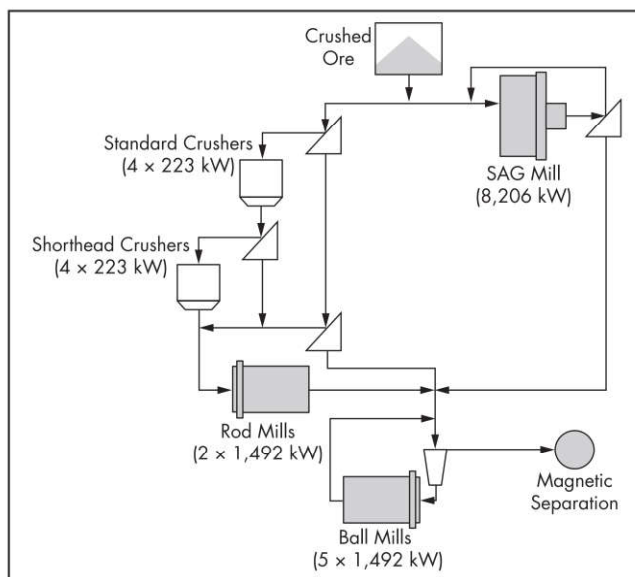 Crushed
Ore
Standard Crushers
(4 × 223 kW)
SAG Mill
(8,206 kW)
Shorthead Crushers
(4 × 223 kW)
Rod Mills
(2 × 1,492 kW)
Magnetic
Separation
Ball Mills
(5 × 1,492 kW)